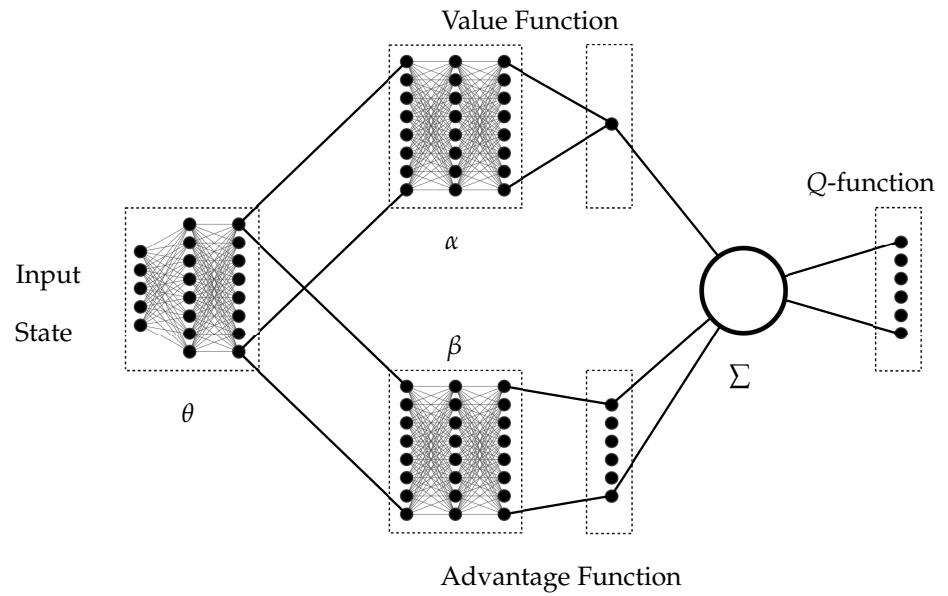 Value Function
Q-function
α
Input
State
β
Σ
θ
Advantage Function